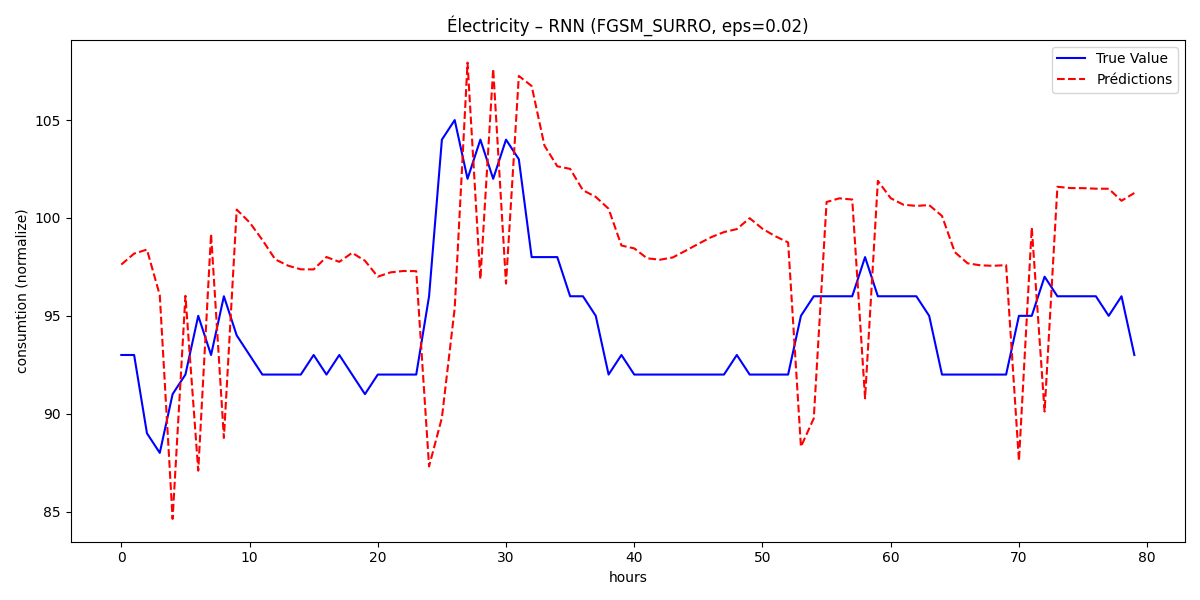 Électricity – RNN (FGSM_SURRO, eps=0.02)
True Value
Prédictions
consumtion (normalize)
105
100
95
90
85
0 10 20 30 40 50 60 70 80
hours